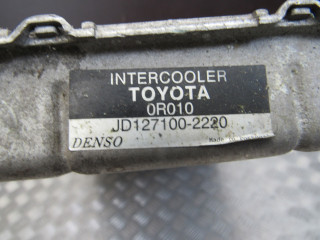 INTERCOOLER
TOYOTA
0R010
JD127100-2220
DENSO